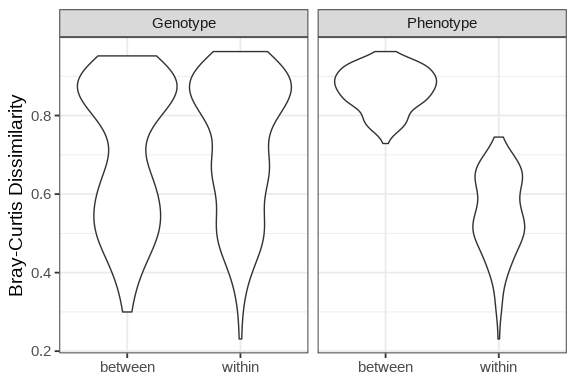 Genotype Phenotype
Bray-Curtis Dissimilarity
0.8
0.6
0.4
0.2
between within between within